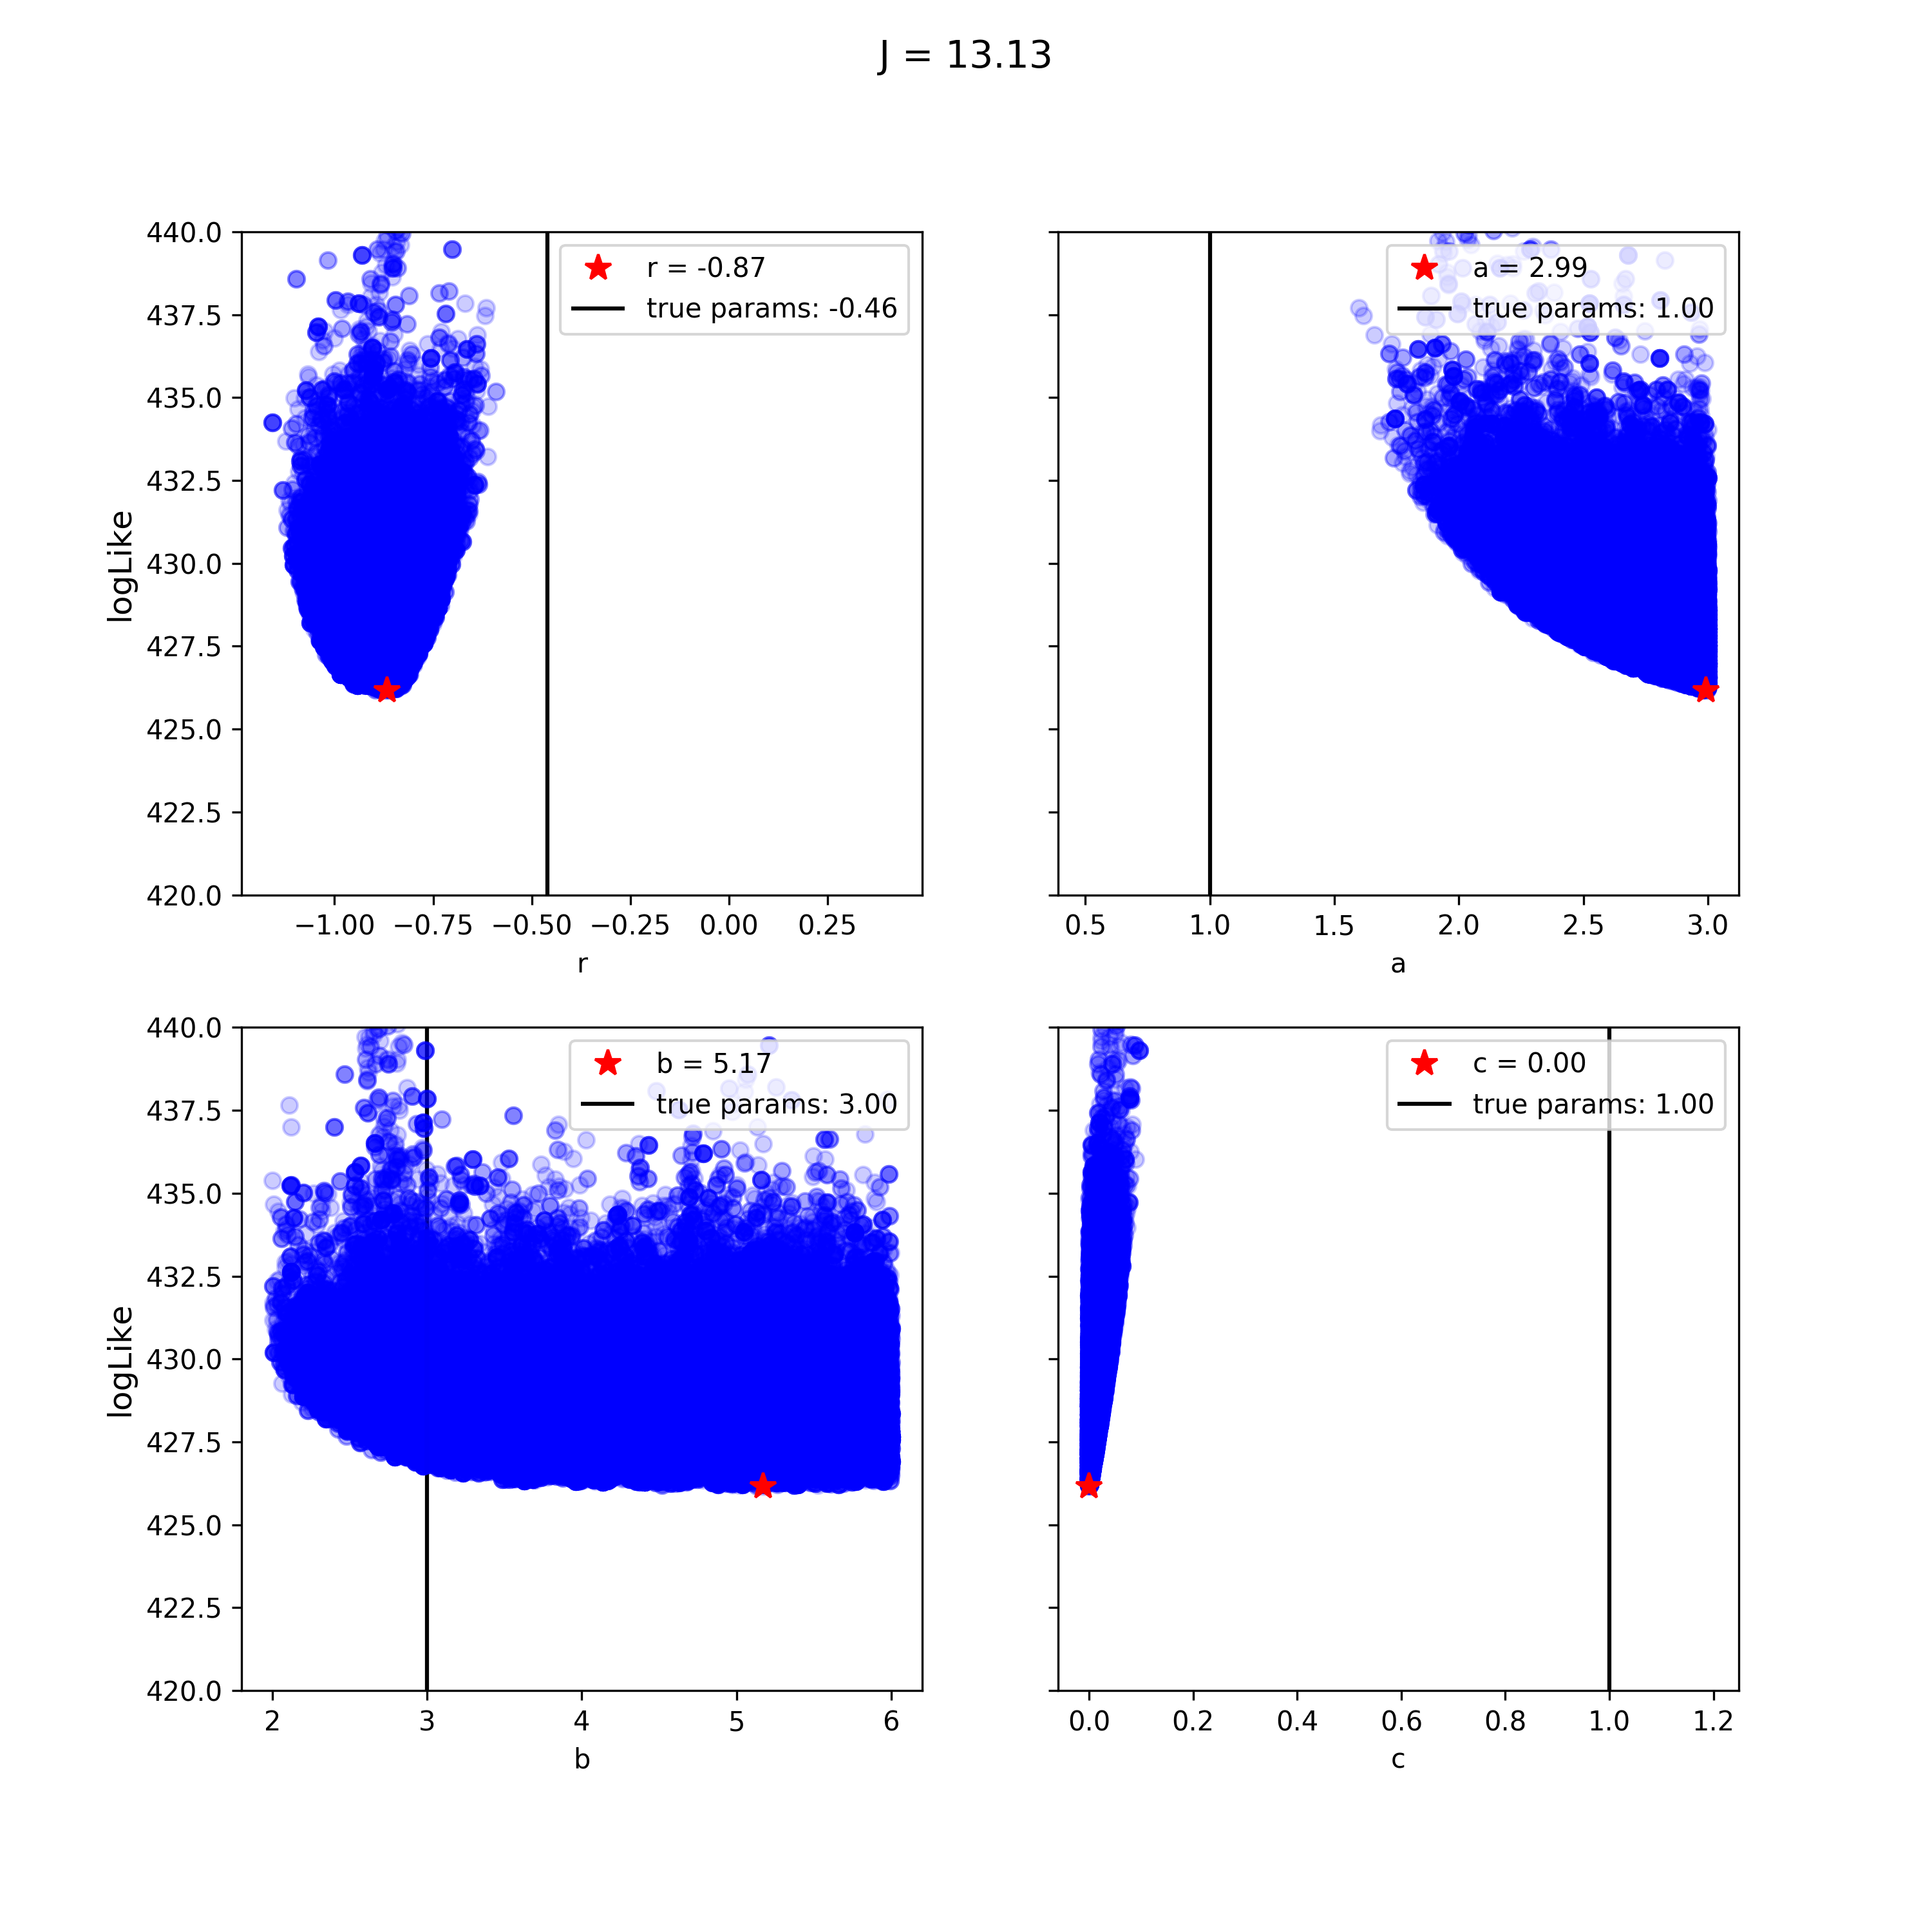 J = 13.13
440.0
437.5
435.0
432.5
430.0
427.5
425.0
422.5
420.0
logLike
r = -0.87
true params: -0.46
−1.00 −0.75 −0.50 −0.25 0.00 0.25
r
a = 2.99
true params: 1.00
0.5 1.0 1.5 2.0 2.5 3.0
a
440.0
437.5
435.0
432.5
430.0
427.5
425.0
422.5
420.0
logLike
b = 5.17
true params: 3.00
2 3 4 5 6
b
c = 0.00
true params: 1.00
0.0 0.2 0.4 0.6 0.8 1.0 1.2
c